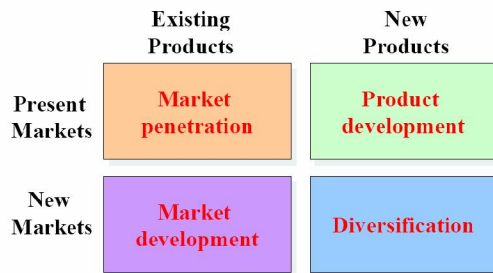 Existing New
Products Products
Present Market Product
Markets penetration development
New Market
Markets development Diversification